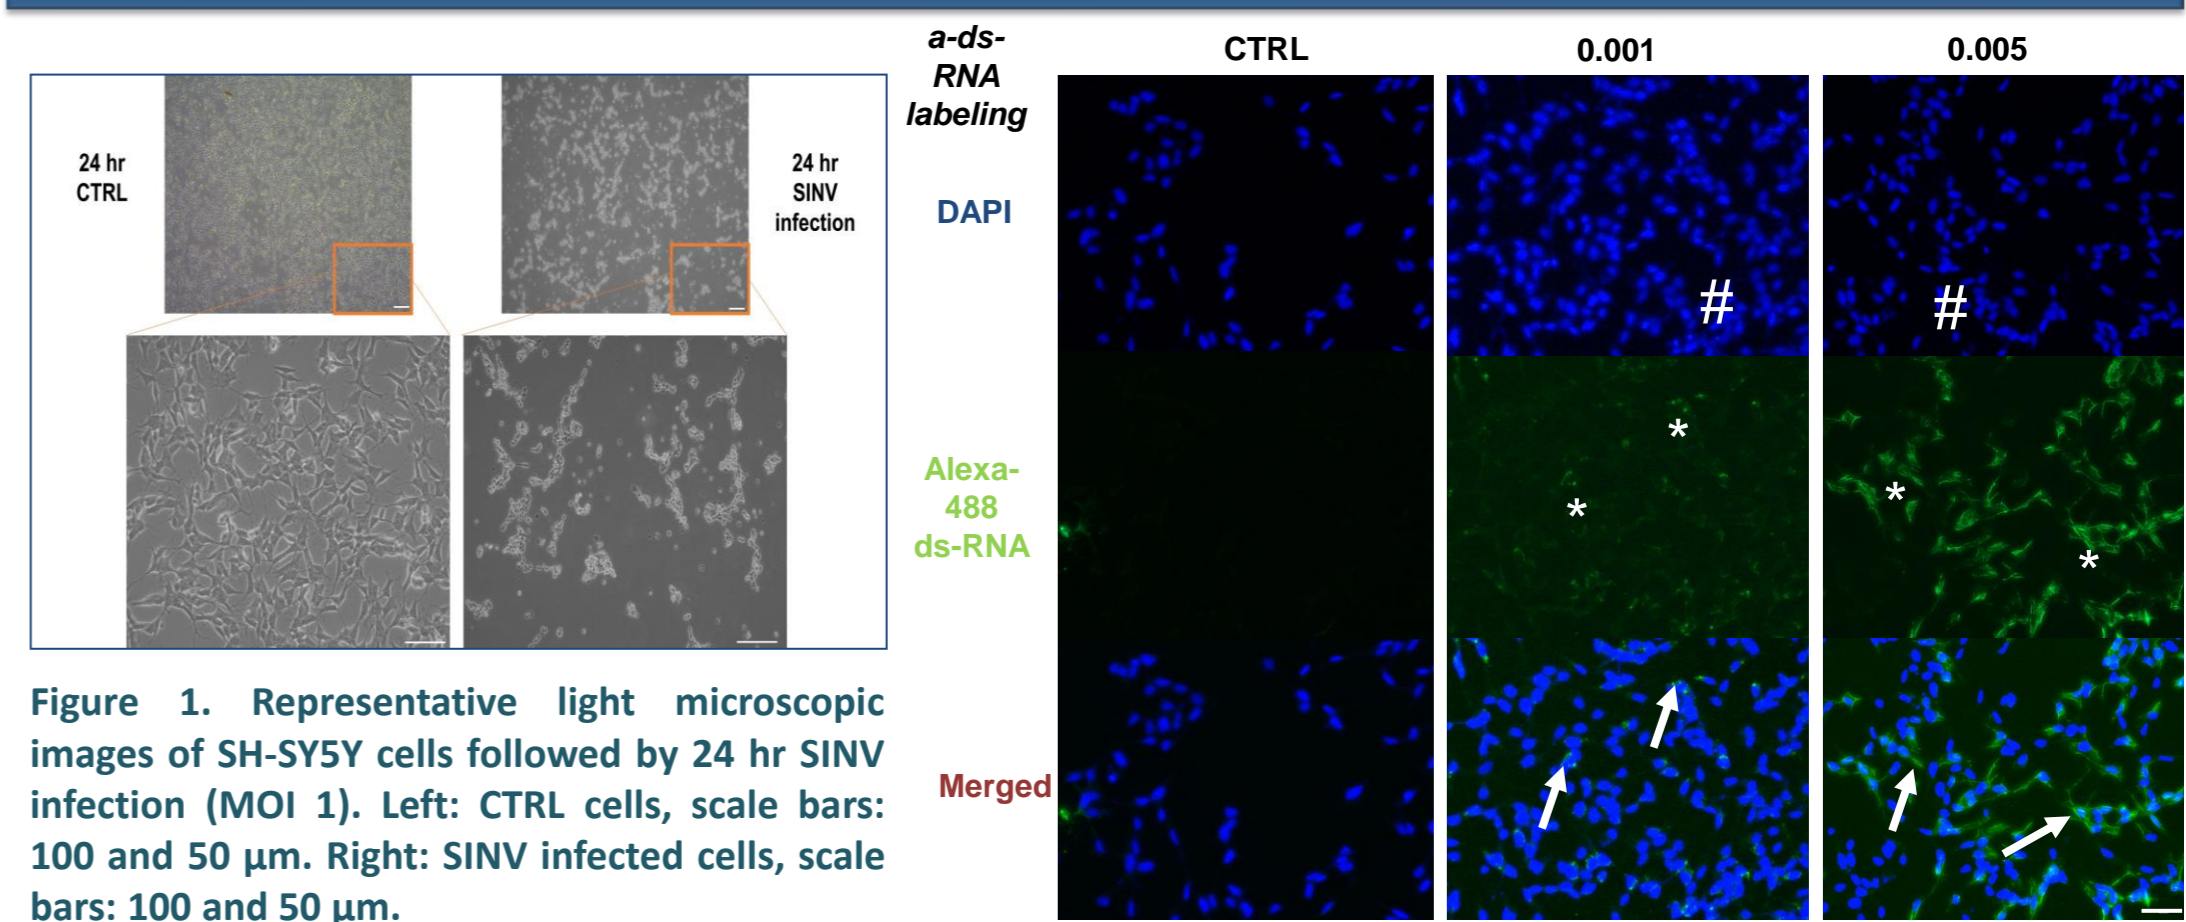 24 hr
CTRL
24 hr
SINV
infection
Figure 1. Representative light microscopic
images of SH-SY5Y cells followed by 24 hr SINV
infection (MOI 1). Left: CTRL cells, scale bars:
100 and 50 μm. Right: SINV infected cells, scale
bars: 100 and 50 μm.
a-ds-
RNA
labeling
CTRL
0.001
0.005
DAPI
#
#
Alexa-
488
ds-RNA
*
*
*
*
Merged